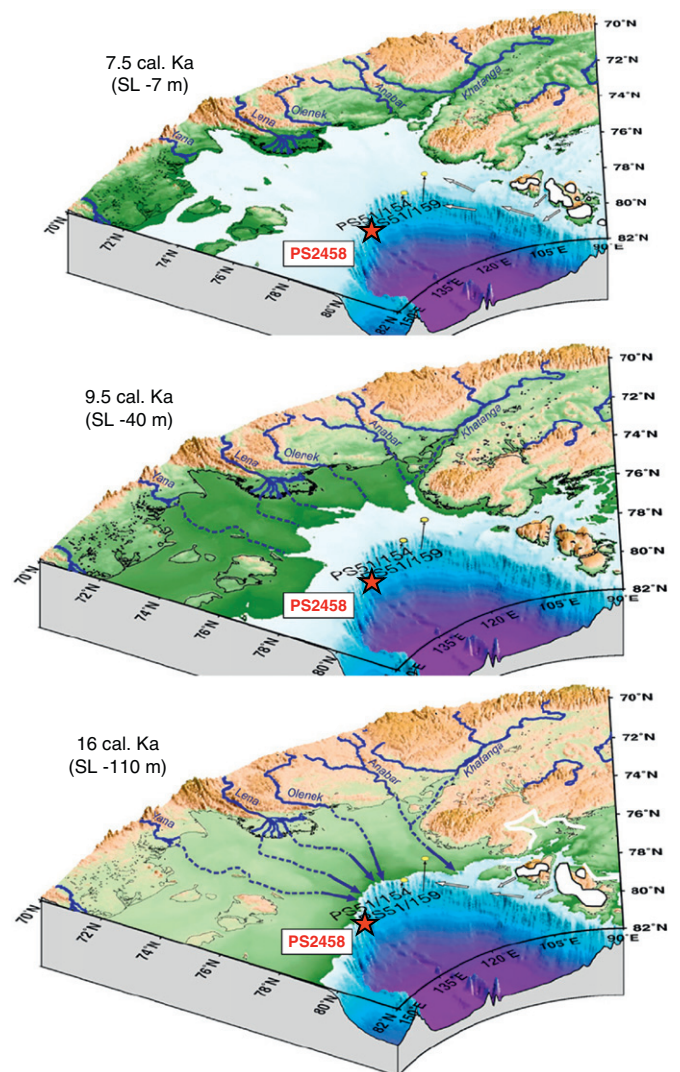 7.5 cal. Ka
(SL -7 m)
70°N
72°N
74°N
76°N
78°N
80°N
82°N
90°E
Khatanga
Anabar
Olenek
Lena
Yana
PS51/154
PS51/159
PS2458
70°N
72°N
74°N
76°N
78°N
80°N
82°N
150°E
135°E
120°E
105°E
9.5 cal. Ka
(SL -40 m)
70°N
72°N
74°N
76°N
78°N
80°N
82°N
90°E
Khatanga
Anabar
Olenek
Lena
Yana
PS51/154
PS51/159
PS2458
70°N
72°N
74°N
76°N
78°N
80°N
135°E
120°E
105°E
16 cal. Ka
(SL -110 m)
70°N
72°N
74°N
76°N
78°N
80°N
82°N
90°E
Khatanga
Anabar
Olenek
Lena
Yana
PS51/154
PS51/159
PS2458
70°N
72°N
74°N
76°N
78°N
80°N
82°N
150°E
135°E
120°E
105°E